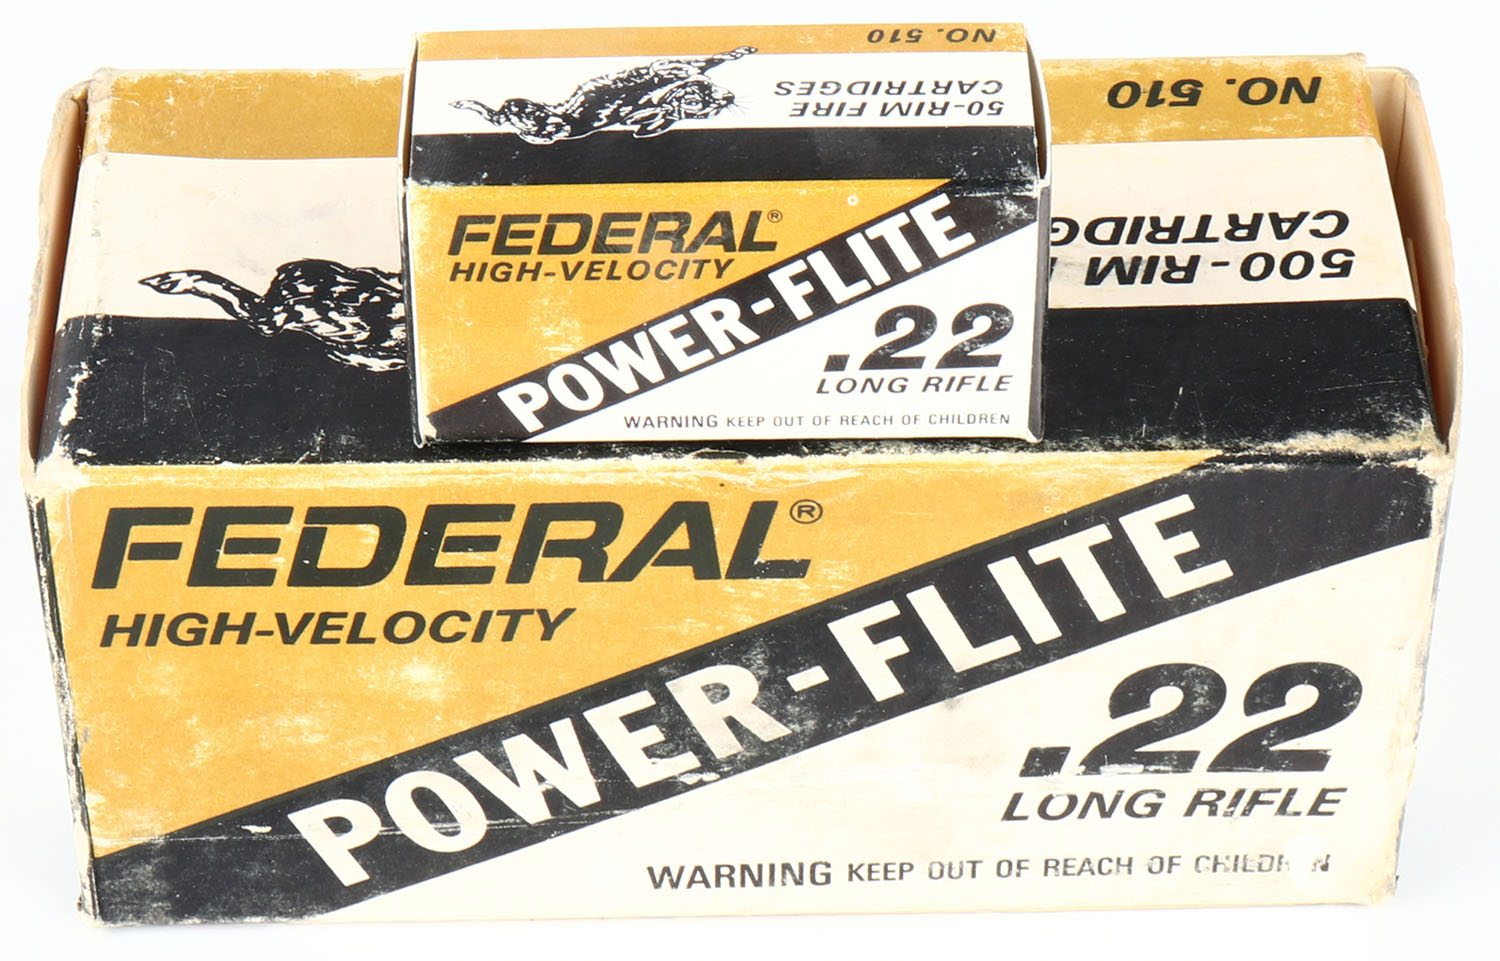 NO. 510
50-RIM FIRE
CARTRIDGES
FEDERAL®
HIGH-VELOCITY
POWER-FLITE
.22
LONG RIFLE
WARNING KEEP OUT OF REACH OF CHILDREN
NO. 510
500-RIM
CARTRIDG
FEDERAL®
HIGH-VELOCITY
POWER-FLITE
.22
LONG RIFLE
WARNING KEEP OUT OF REACH OF CHILDREN